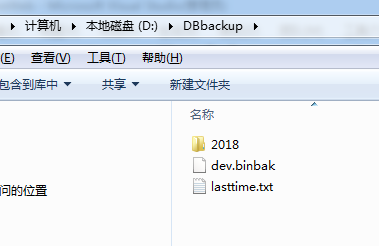 计算机 本地磁盘 (D:) DBbackup
(E) 查看(V) 工具(T) 帮助(H)
包含到库中 共享 新建文件夹
名称
2018
dev.binbak
问的位置
lasttime.txt